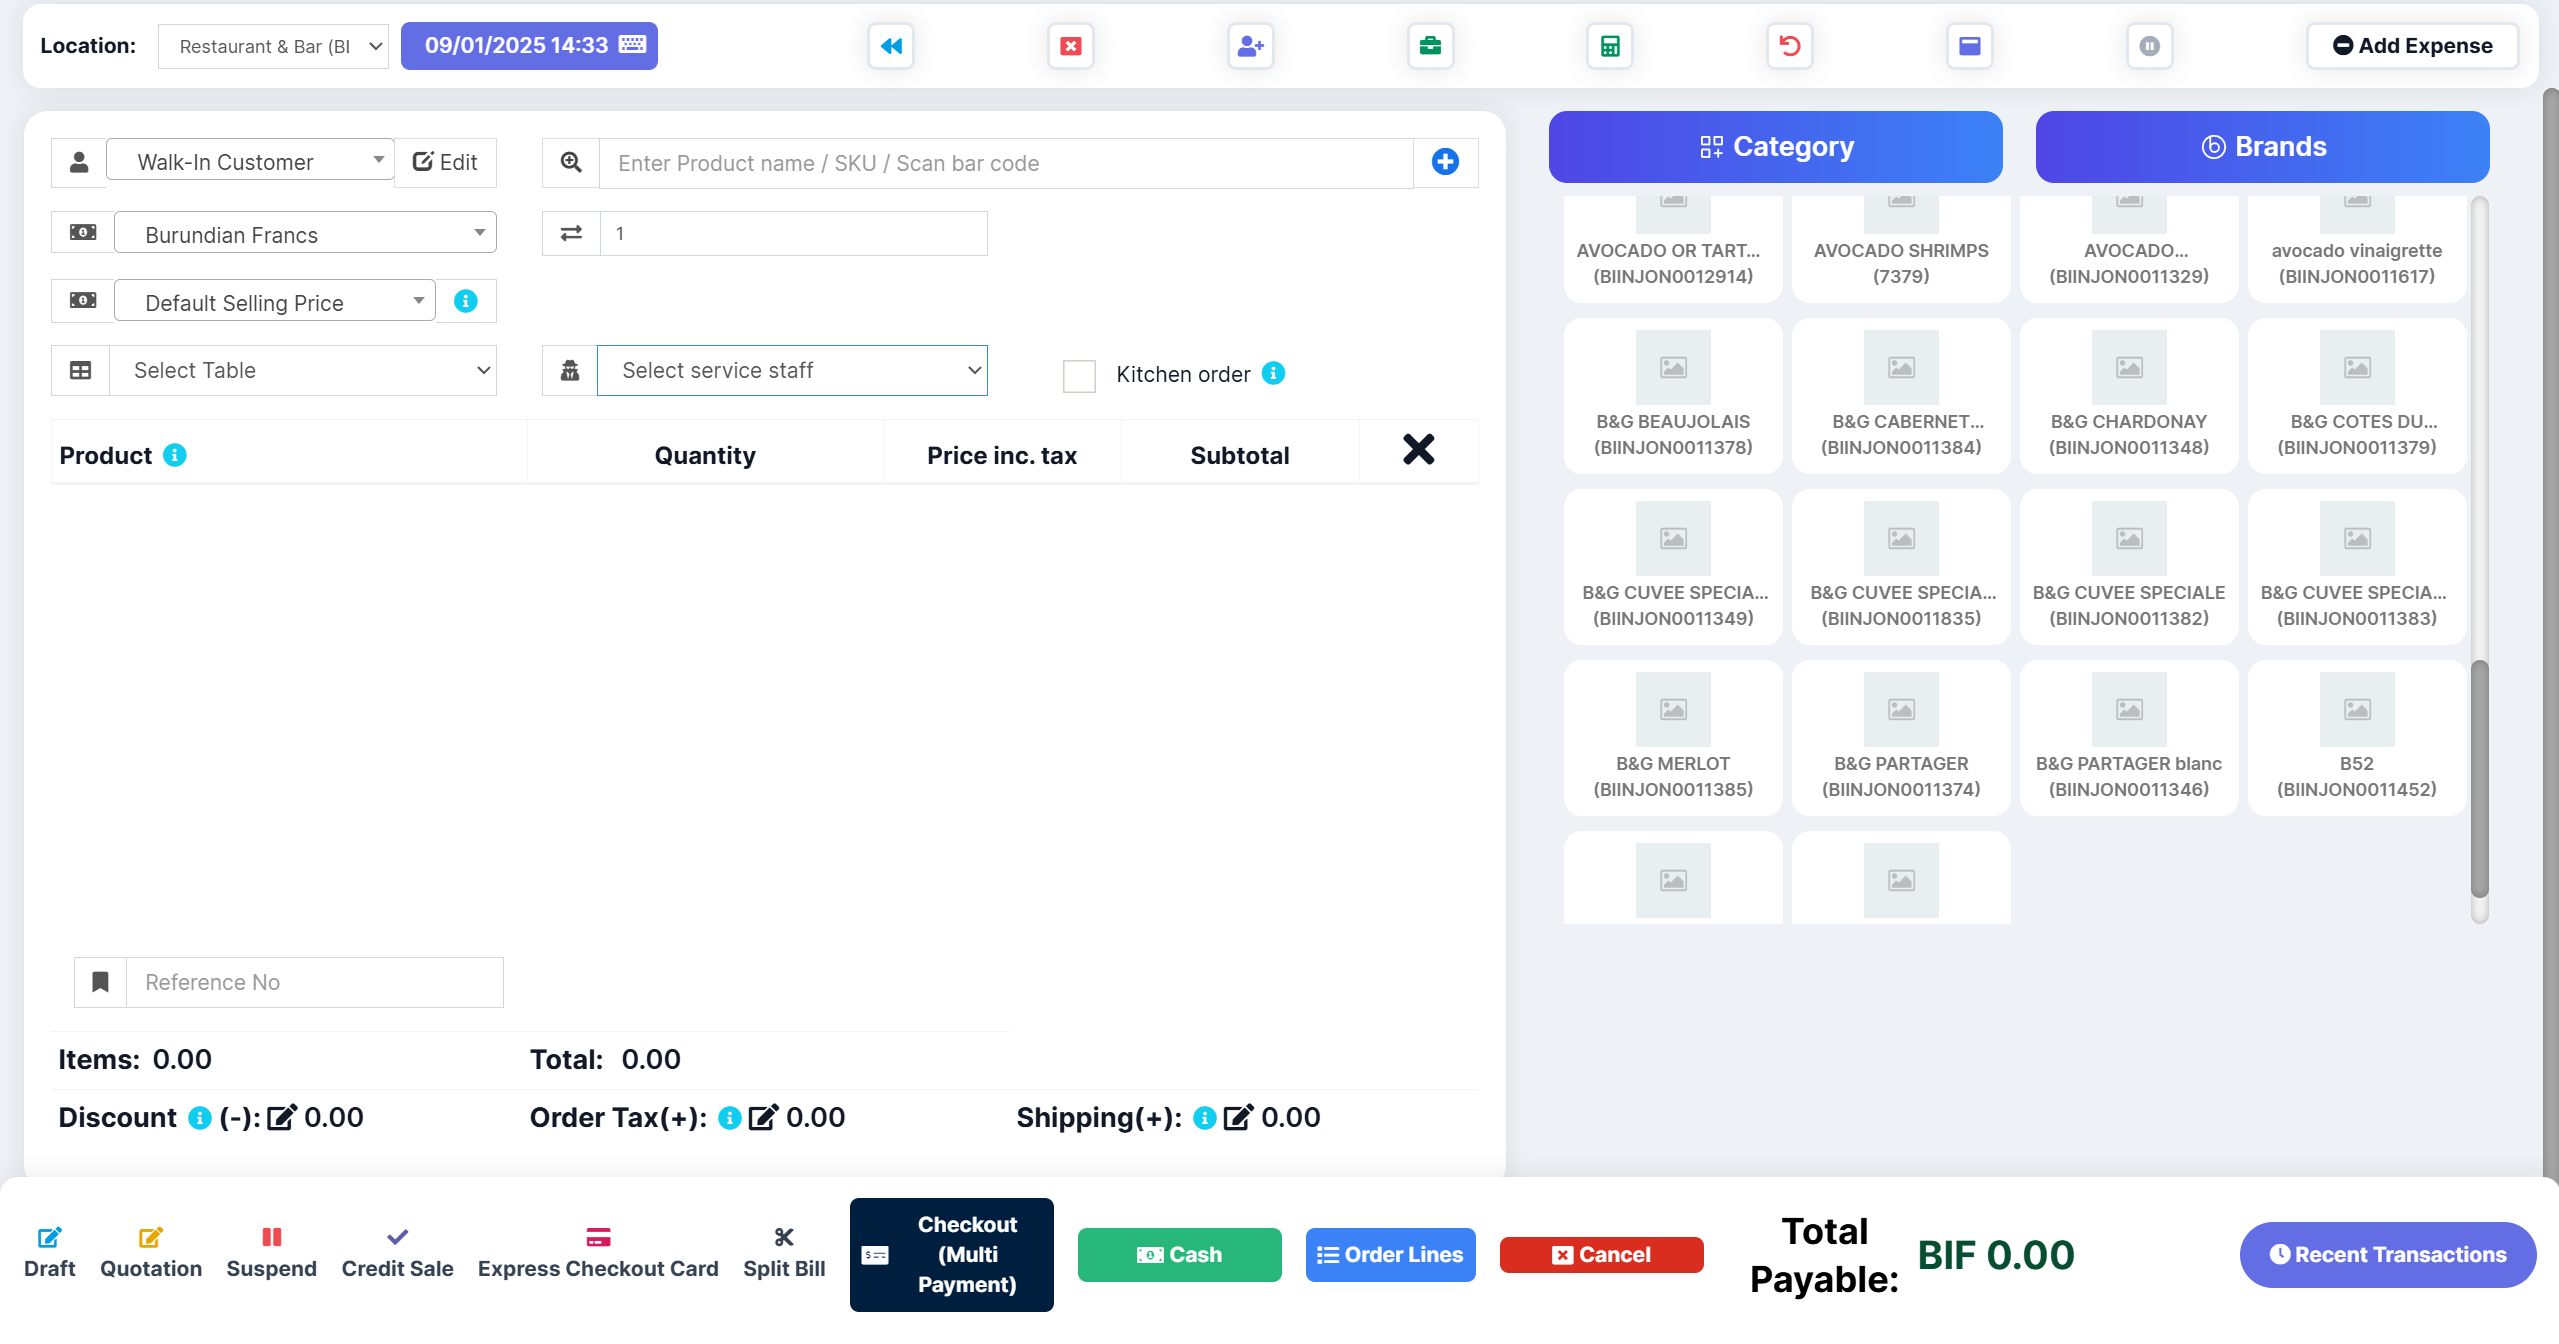 Location:
Restaurant & Bar (BI
09/01/2025 14:33
Add Expense
Walk-In Customer
Edit
Enter Product name / SKU / Scan bar code
Burundian Francs
1
Default Selling Price
Select Table
Select service staff
Kitchen order
Product
Quantity
Price inc. tax
Subtotal
Reference No
Items: 0.00
Total: 0.00
Discount (-): 0.00
Order Tax(+): 0.00
Shipping(+): 0.00
Category
Brands
AVOCADO OR TART...
(BIINJON0012914)
AVOCADO SHRIMPS
(7379)
AVOCADO...
(BIINJON0011329)
avocado vinaigrette
(BIINJON0011617)
B&G BEAUJOLAIS
(BIINJON0011378)
B&G CABERNET...
(BIINJON0011384)
B&G CHARDONAY
(BIINJON0011348)
B&G COTES DU...
(BIINJON0011379)
B&G CUVEE SPECIA...
(BIINJON0011349)
B&G CUVEE SPECIA...
(BIINJON0011835)
B&G CUVEE SPECIALE
(BIINJON0011382)
B&G CUVEE SPECIA...
(BIINJON0011383)
B&G MERLOT
(BIINJON0011385)
B&G PARTAGER
(BIINJON0011374)
B&G PARTAGER blanc
(BIINJON0011346)
B52
(BIINJON0011452)
Draft
Quotation
Suspend
Credit Sale
Express Checkout Card
Split Bill
Checkout
(Multi
Payment)
Cash
Order Lines
Cancel
Total
Payable:
BIF 0.00
Recent Transactions